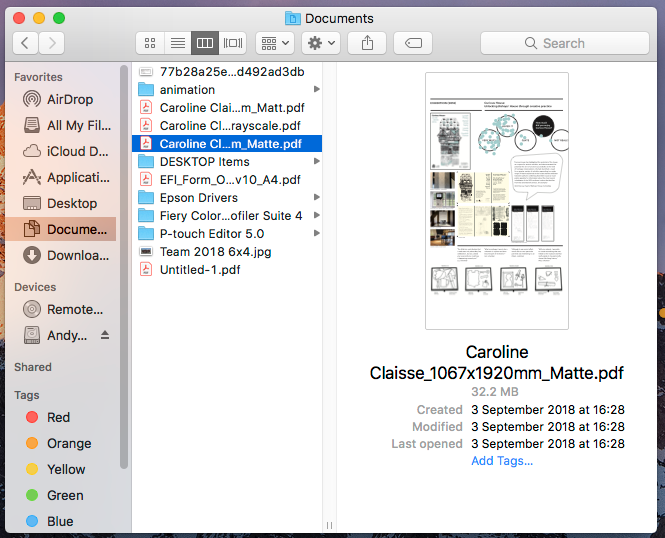 Documents
Search
Favorites
AirDrop
All My Fil...
iCloud D...
Applicati...
Desktop
Docume...
Downloa...
Devices
Remote...
Andy...
Shared
Tags
Red
Orange
Yellow
Green
Blue
77b28a25e...d492ad3db
animation
Caroline Clai...m_Matt.pdf
Caroline Cl...rayscale.pdf
Caroline Cl...m_Matte.pdf
DESKTOP Items
EFI_Form_O...v10_A4.pdf
Epson Drivers
Fiery Color...ofiler Suite 4
P-touch Editor 5.0
Team 2018 6x4.jpg
Untitled-1.pdf
Caroline
Claisse_1067x1920mm_Matte.pdf
32.2 MB
Created 3 September 2018 at 16:28
Modified 3 September 2018 at 16:28
Last opened 3 September 2018 at 16:28
Add Tags...